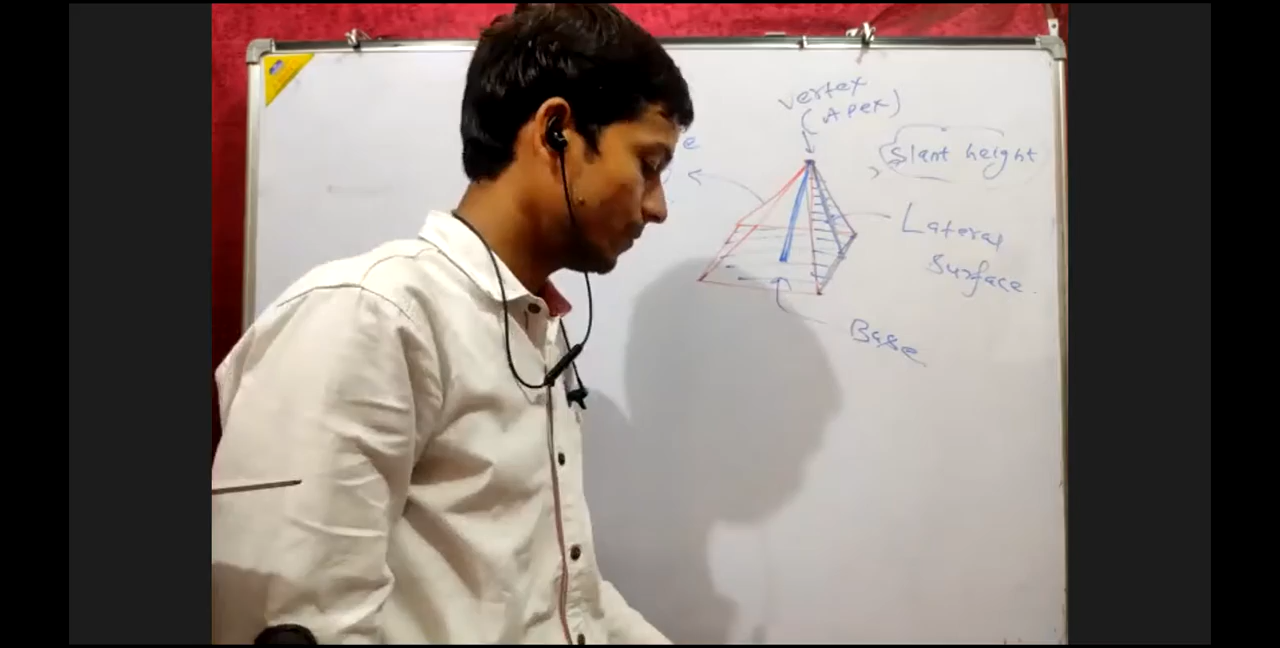 vertex
(Apex)
e
Slant height
Lateral
Surface.
Base